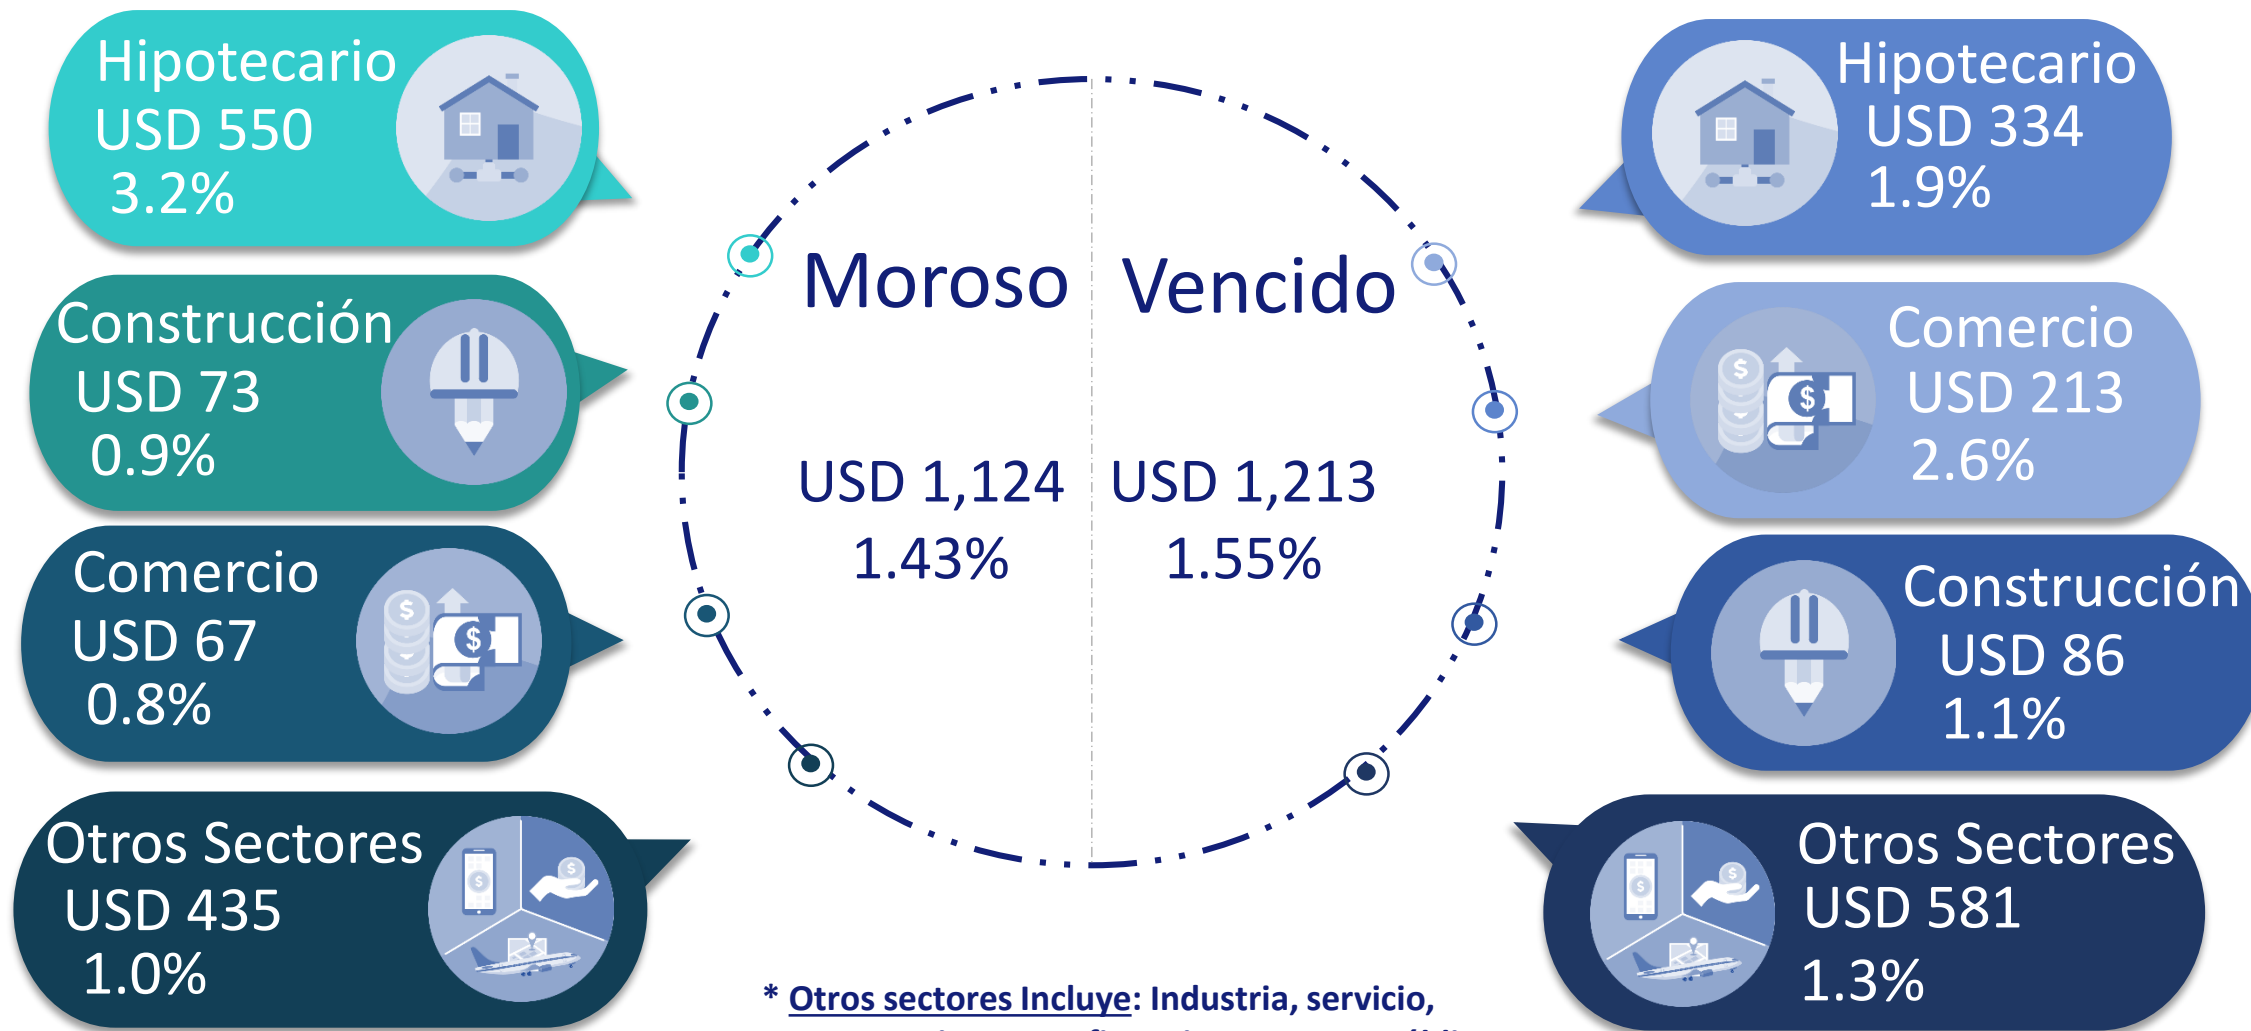 Hipotecario
USD 550
3.2%
Construcción
USD 73
0.9%
Comercio
USD 67
0.8%
Otros Sectores
USD 435
1.0%
Moroso
USD 1,124
1.43%
Vencido
USD 1,213
1.55%
Hipotecario
USD 334
1.9%
Comercio
USD 213
2.6%
Construcción
USD 86
1.1%
Otros Sectores
USD 581
1.3%
* Otros sectores Incluye: Industria, servicio,